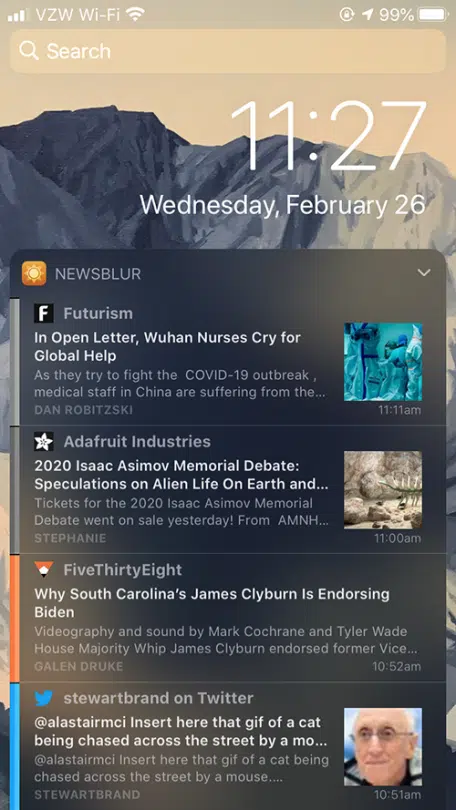 VZW Wi-Fi 99%
Search
11:27
Wednesday, February 26
NEWSBLUR
F Futurism
In Open Letter, Wuhan Nurses Cry for
Global Help
As they try to fight the COVID-19 outbreak ,
medical staff in China are suffering from the...
DAN ROBITZSKI 11:11am
Adafruit Industries
2020 Isaac Asimov Memorial Debate:
Speculations on Alien Life On Earth and...
Tickets for the 2020 Isaac Asimov Memorial
Debate went on sale yesterday! From AMNH...
STEPHANIE 11:00am
FiveThirtyEight
Why South Carolina’s James Clyburn Is Endorsing
Biden
Videography and sound by Mark Cochrane and Tyler Wade
House Majority Whip James Clyburn endorsed former Vice...
GALEN DRUKE 10:52am
stewartbrand on Twitter
@alastairmci Insert here that gif of a cat
being chased across the street by a mo...
@alastairmci Insert here that gif of a cat being
chased across the street by a mouse....
STEWARTBRAND 10:51am